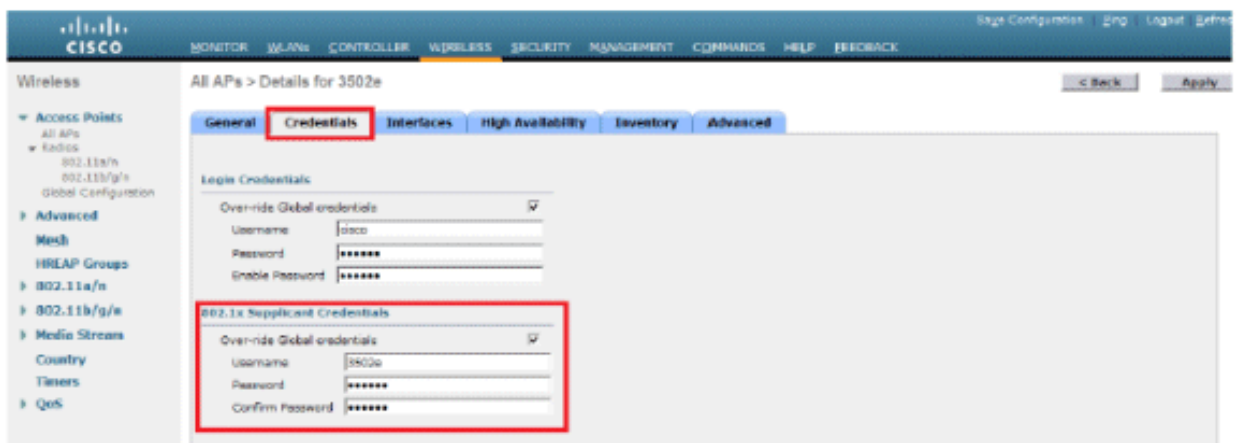 Save Configuration | Ping | Logout | Refres
CISCO
MONITOR WLANs CONTROLLER WIRELESS SECURITY MANAGEMENT COMMANDS HELP FEEDBACK
Wireless
All APs > Details for 3502e
< Back
Apply
Access Points
All APs
Radios
802.11a/n
802.11b/g/n
Global Configuration
Advanced
Mesh
HREAP Groups
802.11a/n
802.11b/g/n
Media Stream
Country
Timers
QoS
General Credentials Interfaces High Availability Inventory Advanced
Login Credentials
Over-ride Global credentials
Username cisco
Password ••••••
Enable Password ••••••
802.1x Supplicant Credentials
Over-ride Global credentials
Username 3502e
Password ••••••
Confirm Password ••••••